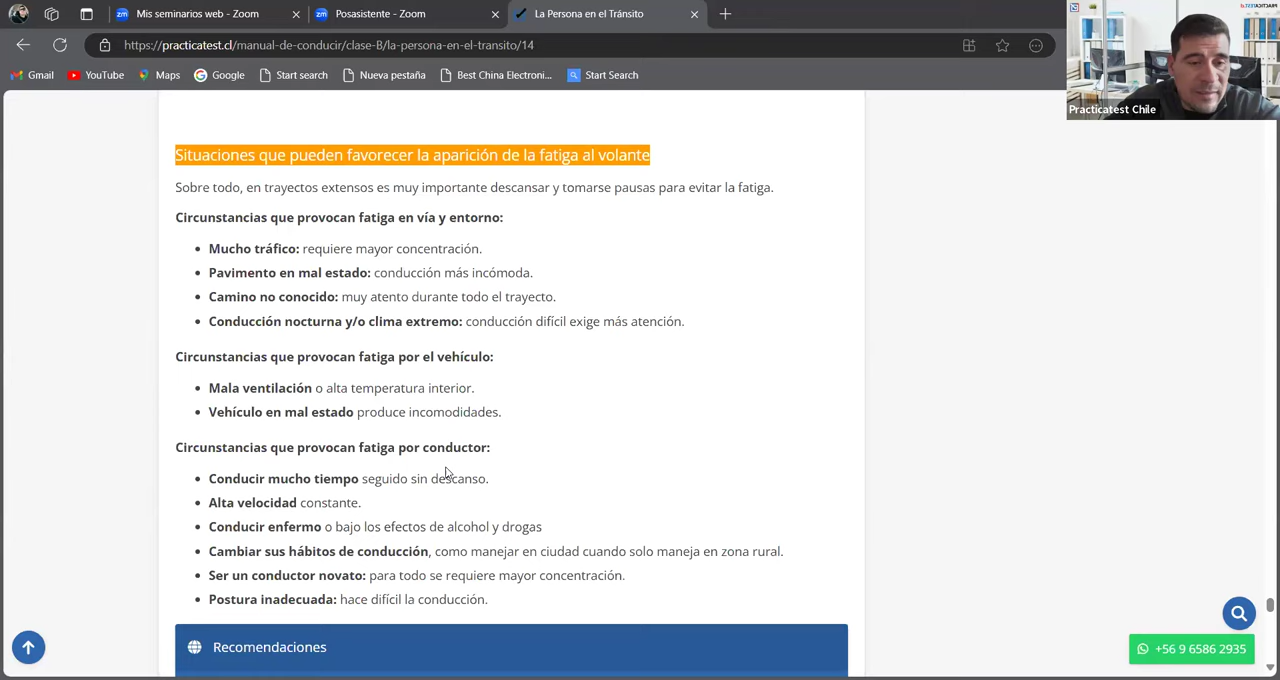 Mis seminarios web - Zoom
Posasistente - Zoom
La Persona en el Tránsito
https://practicatest.cl/manual-de-conducir/clase-B/la-persona-en-el-transito/14
Gmail YouTube Maps Google Start search Nueva pestaña Best China Electroni... Start Search
Practicatest Chile
Situaciones que pueden favorecer la aparición de la fatiga al volante
Sobre todo, en trayectos extensos es muy importante descansar y tomarse pausas para evitar la fatiga.
Circunstancias que provocan fatiga en vía y entorno:
Mucho tráfico: requiere mayor concentración.
Pavimento en mal estado: conducción más incómoda.
Camino no conocido: muy atento durante todo el trayecto.
Conducción nocturna y/o clima extremo: conducción difícil exige más atención.
Circunstancias que provocan fatiga por el vehículo:
Mala ventilación o alta temperatura interior.
Vehículo en mal estado produce incomodidades.
Circunstancias que provocan fatiga por conductor:
Conducir mucho tiempo seguido sin descanso.
Alta velocidad constante.
Conducir enfermo o bajo los efectos de alcohol y drogas
Cambiar sus hábitos de conducción, como manejar en ciudad cuando solo maneja en zona rural.
Ser un conductor novato: para todo se requiere mayor concentración.
Postura inadecuada: hace difícil la conducción.
Recomendaciones
+56 9 6586 2935